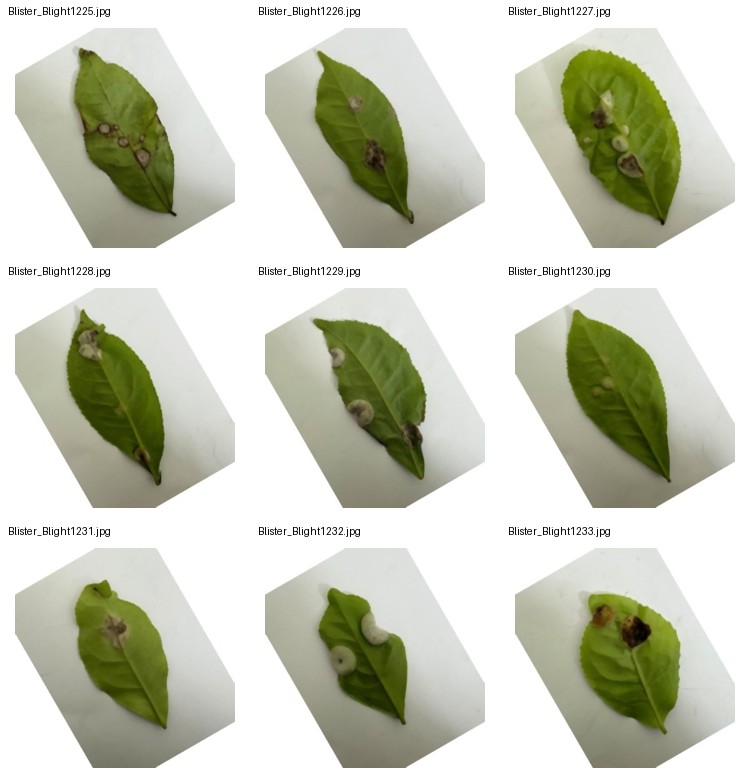 Blister_Blight1225.jpg
Blister_Blight1226.jpg
Blister_Blight1227.jpg
Blister_Blight1228.jpg
Blister_Blight1229.jpg
Blister_Blight1230.jpg
Blister_Blight1231.jpg
Blister_Blight1232.jpg
Blister_Blight1233.jpg